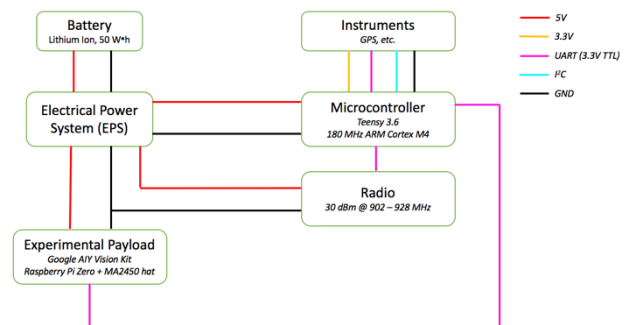 Battery
Lithium Ion, 50 W*h
Instruments
GPS, etc.
5V
3.3V
UART (3.3V TTL)
I²C
GND
Electrical Power
System (EPS)
Microcontroller
Teensy 3.6
180 MHz ARM Cortex M4
Radio
30 dBm @ 902 – 928 MHz
Experimental Payload
Google AIY Vision Kit
Raspberry Pi Zero + MA2450 hat